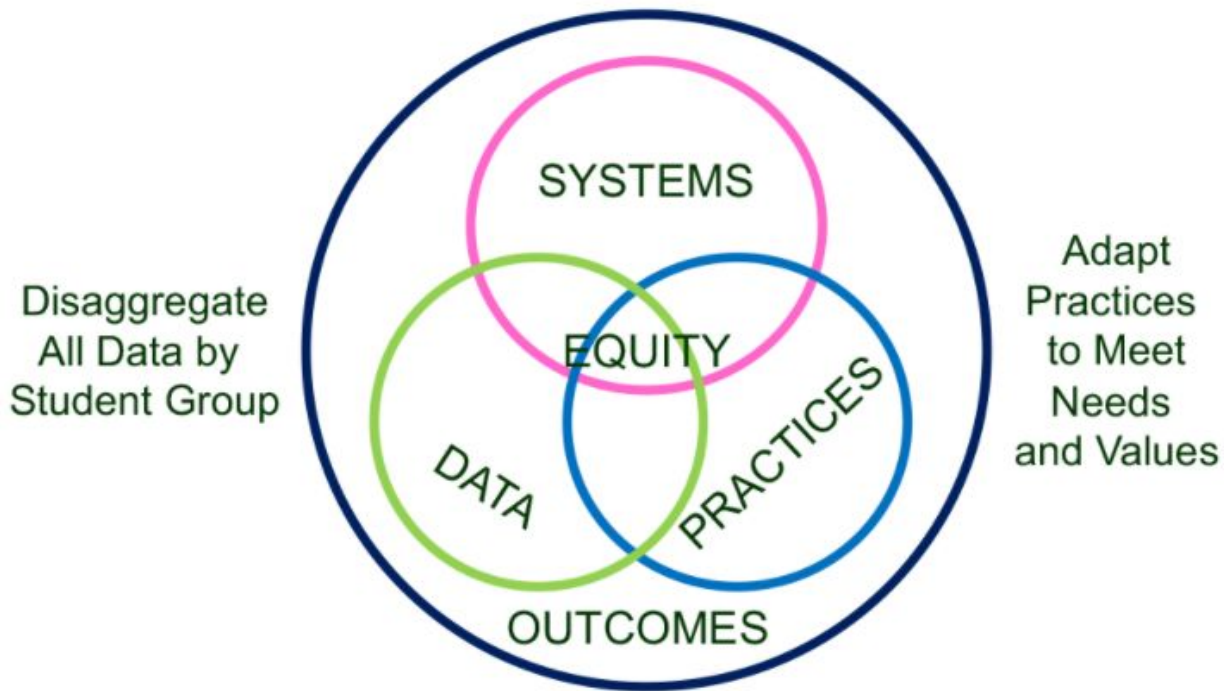 SYSTEMS
Disaggregate
All Data by
Student Group
EQUITY
DATA
PRACTICES
OUTCOMES
Adapt
Practices
to Meet
Needs
and Values